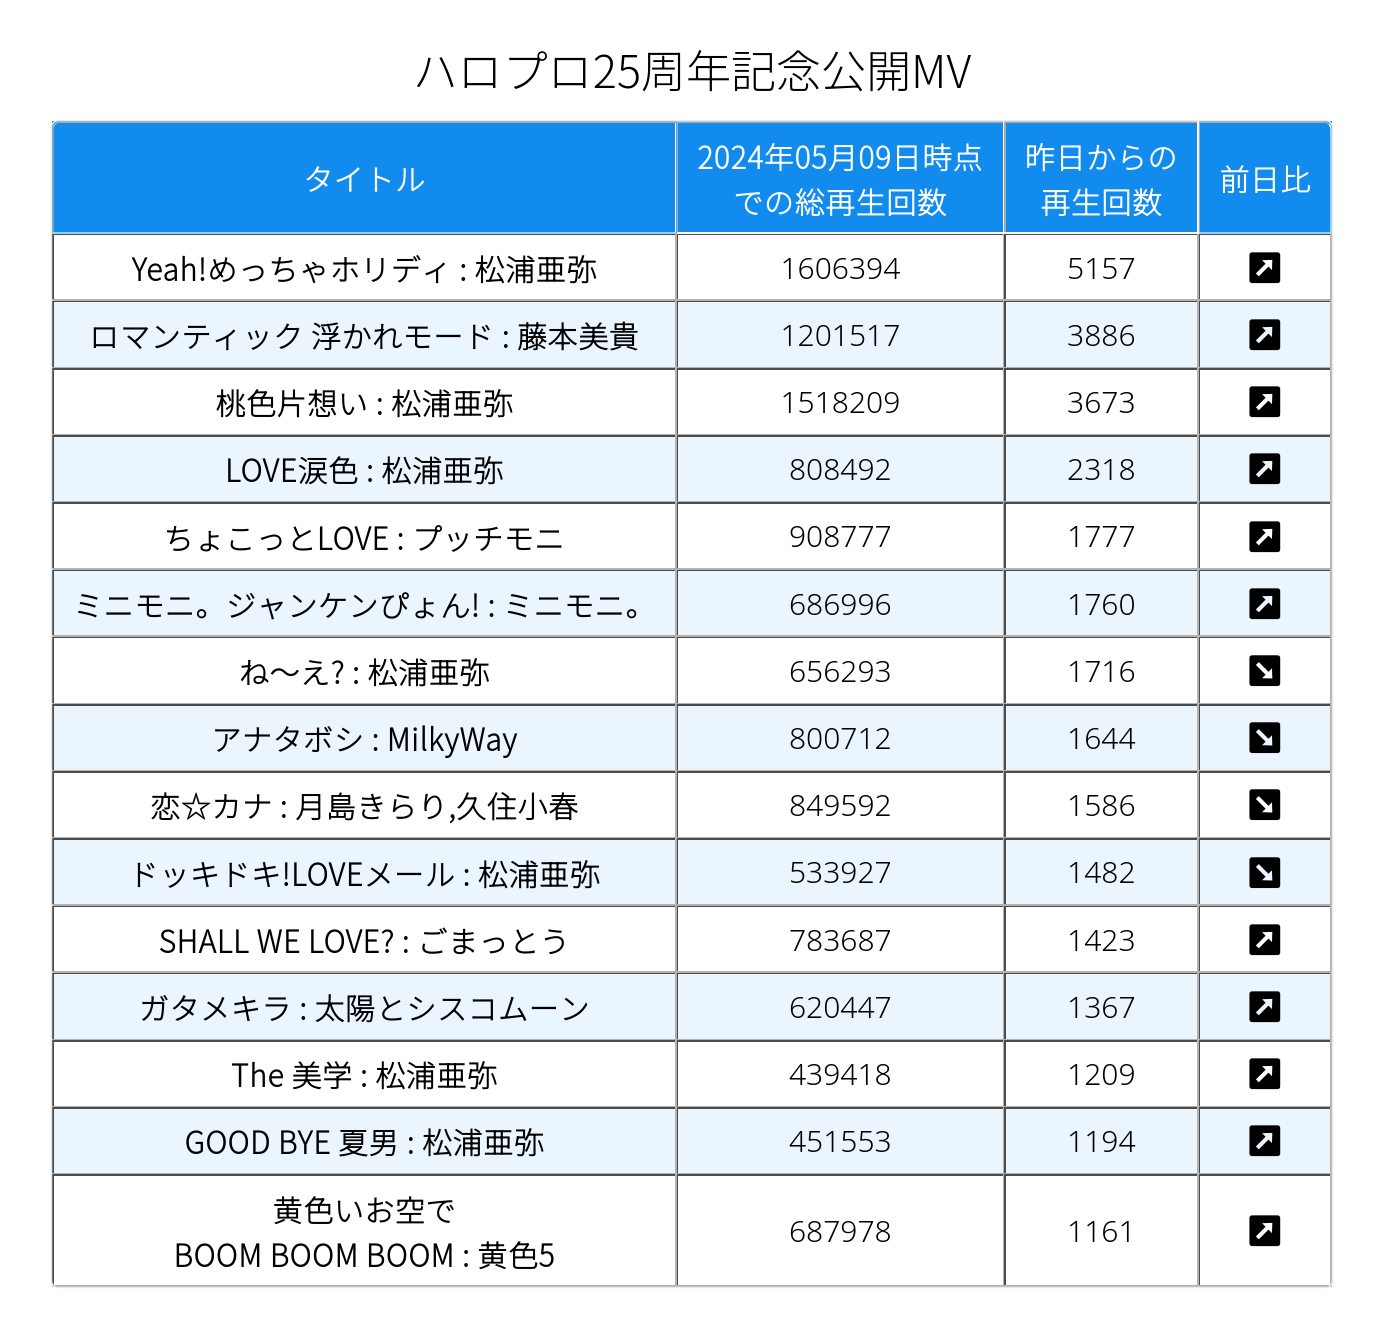 ハロプロ25周年記念公開MV
タイトル
2024年05月09日時点
での総再生回数
昨日からの
再生回数
前日比
Yeah!めっちゃホリディ : 松浦亜弥 1606394 5157
ロマンティック 浮かれモード : 藤本美貴 1201517 3886
桃色片想い : 松浦亜弥 1518209 3673
LOVE涙色 : 松浦亜弥 808492 2318
ちょこっとLOVE : プッチモニ 908777 1777
ミニモニ。ジャンケンぴょん! : ミニモニ。 686996 1760
ね〜え? : 松浦亜弥 656293 1716
アナタボシ : MilkyWay 800712 1644
恋☆カナ : 月島きらり,久住小春 849592 1586
ドッキドキ!LOVEメール : 松浦亜弥 533927 1482
SHALL WE LOVE? : ごまっとう 783687 1423
ガタメキラ : 太陽とシスコムーン 620447 1367
The 美学 : 松浦亜弥 439418 1209
GOOD BYE 夏男 : 松浦亜弥 451553 1194
黄色いお空で
BOOM BOOM BOOM : 黄色5 687978 1161